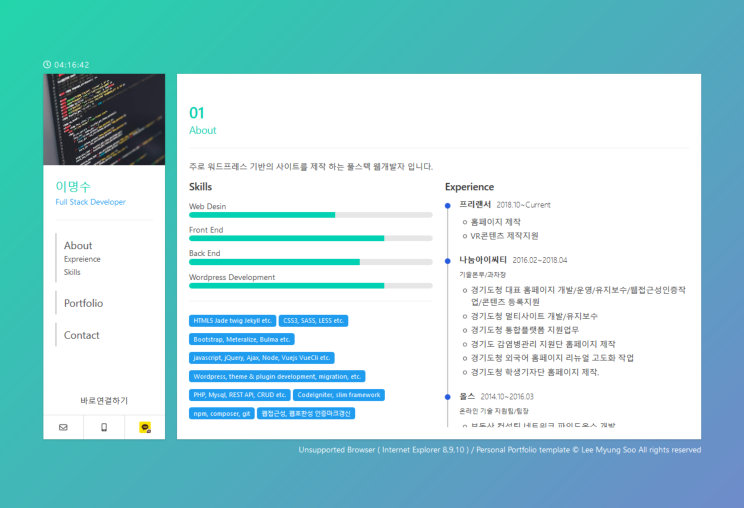 04:16:42
이명수
Full Stack Developer
About
Expreience
Skills
Portfolio
Contact
바로연결하기
01
About
주로 워드프레스 기반의 사이트를 제작 하는 풀스택 웹개발자 입니다.
Skills
Web Desin
Front End
Back End
Wordpress Development
HTML5 Jade twig Jekyll etc.
CSS3, SASS, LESS etc.
Bootstrap, Meteralize, Bulma etc.
javascript, jQuery, Ajax, Node, Vuejs VueCli etc.
Wordpress, theme & plugin development, migration, etc.
PHP, Mysql, REST API, CRUD etc.
CodeIgniter, slim framework
npm, composer, git
웹접근성, 웹호환성 인증마크갱신
Experience
프리랜서 2018.10~Current
홈페이지 제작
VR콘텐츠 제작지원
나눔아이씨티 2016.02~2018.04
기술본부/과차장
경기도청 대표 홈페이지 개발/운영/유지보수/웹접근성인증작
업/콘텐츠 등록지원
경기도청 멀티사이트 개발/유지보수
경기도청 통합플랫폼 지원업무
경기도 감염병관리 지원단 홈페이지 제작
경기도청 외국어 홈페이지 리뉴얼 고도화 작업
경기도청 학생기자단 홈페이지 제작.
올스 2014.10~2016.03
온라인 기술 지원팀/팀장
Unsupported Browser ( Internet Explorer 8.9.10 ) / Personal Portfolio template © Lee Myung Soo All rights reserved